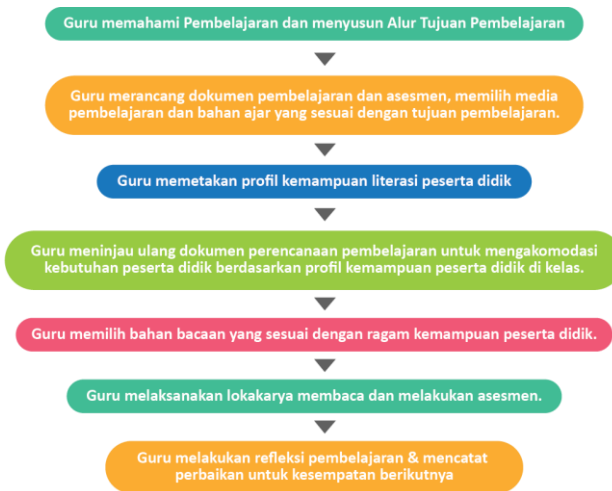 Guru memahami Pembelajaran dan menyusun Alur Tujuan Pembelajaran
Guru merancang dokumen pembelajaran dan asesmen, memilih media
pembelajaran dan bahan ajar yang sesuai dengan tujuan pembelajaran.
Guru memetakan profil kemampuan literasi peserta didik
Guru meninjau ulang dokumen perencanaan pembelajaran untuk mengakomodasi
kebutuhan peserta didik berdasarkan profil kemampuan peserta didik di kelas.
Guru memilih bahan bacaan yang sesuai dengan ragam kemampuan peserta didik.
Guru melaksanakan lokakarya membaca dan melakukan asesmen.
Guru melakukan refleksi pembelajaran & mencatat
perbaikan untuk kesempatan berikutnya